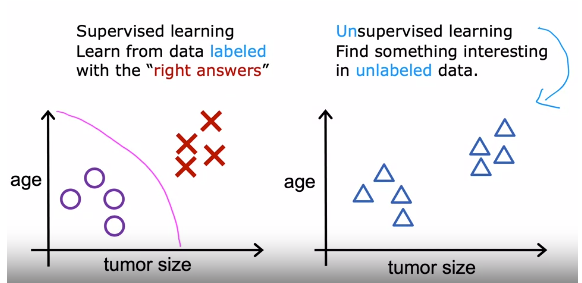 Supervised learning
Learn from data labeled
with the “right answers”
Unsupervised learning
Find something interesting
in unlabeled data.
age
tumor size
age
tumor size